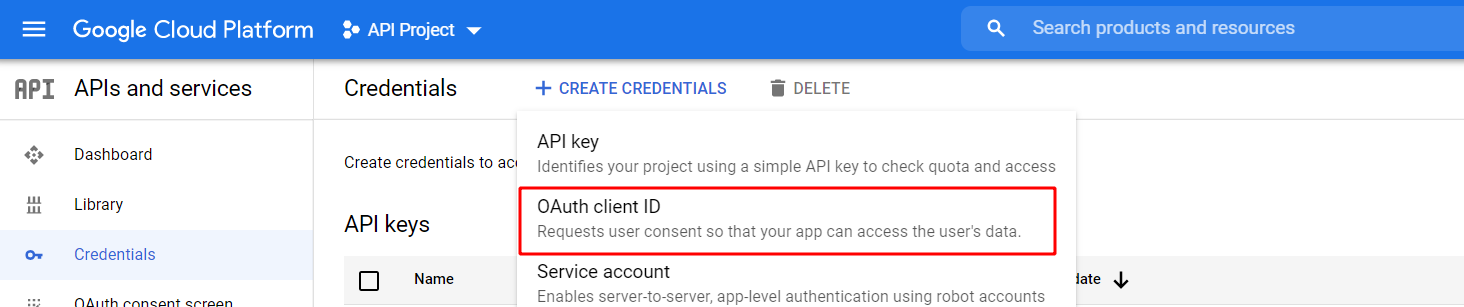 Google Cloud Platform
API Project
Search products and resources
API
APIs and services
Credentials
+ CREATE CREDENTIALS
DELETE
Dashboard
Library
Credentials
OAuth consent screen
Create credentials to acc
API key
Identifies your project using a simple API key to check quota and access
OAuth client ID
Requests user consent so that your app can access the user's data.
Service account
Enables server-to-server, app-level authentication using robot accounts
API keys
Name
date